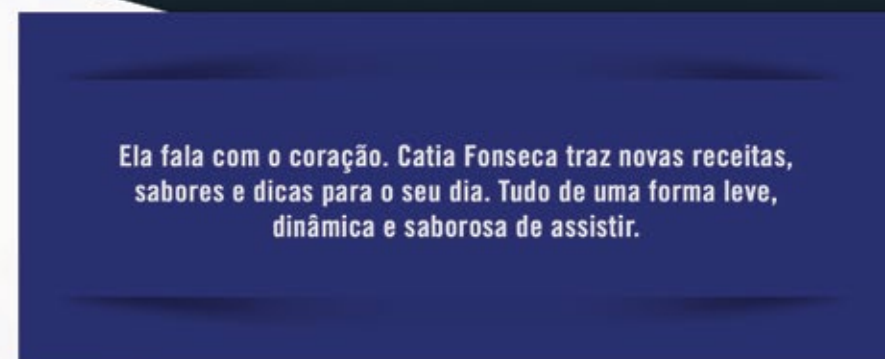 Ela fala com o coração. Catia Fonseca traz novas receitas,
sabores e dicas para o seu dia. Tudo de uma forma leve,
dinâmica e saborosa de assistir.